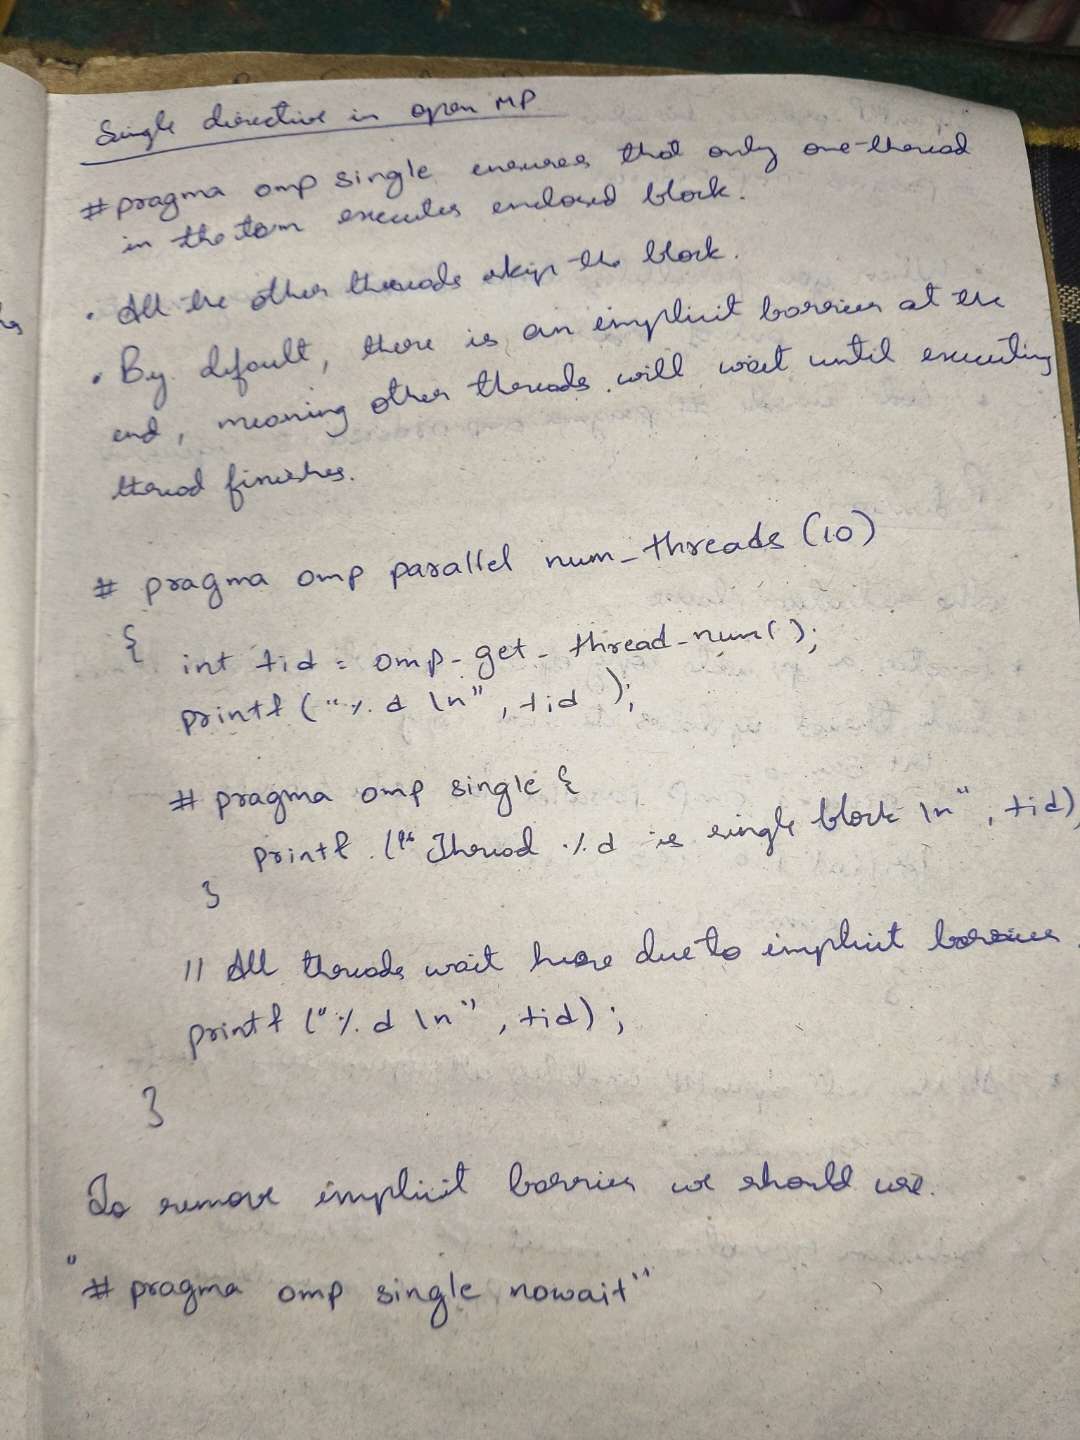 Single directive in open MP
#pragma omp single ensures that only one-thread
in the team executes enclosed block.
• All the other threads skip the block.
• By default, there is an implicit barrier at the
end, meaning other threads will wait until executing
thread finishes.
# pragma omp parallel num_threads (10)
{
int tid = omp-get-thread-num( );
printf ("%d \n", tid );
# pragma omp single {
printf ("Thread %d is single block \n", tid)
}
// All threads wait here due to implicit barrier.
printf ("%d \n", tid) ;
}
To remove implicit barrier we should use.
"# pragma omp single nowait"